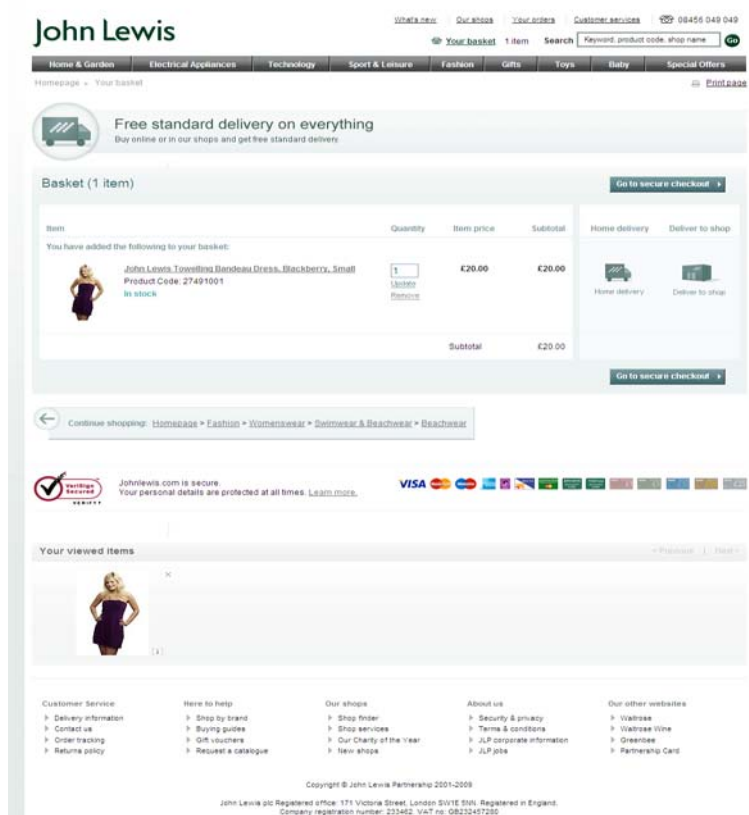 John Lewis
What's new Our shops Your orders Customer services 08456 049 049
Your basket 1 item Search Keyword, product code, shop name Go
Home & Garden Electrical Appliances Technology Sport & Leisure Fashion Gifts Toys Baby Special Offers
Homepage » Your basket Print page
Free standard delivery on everything
Buy online or in our shops and get free standard delivery
Basket (1 item) Go to secure checkout
Item Quantity Item price Subtotal Home delivery Deliver to shop
You have added the following to your basket:
John Lewis Towelling Bandeau Dress, Blackberry, Small 1 £20.00 £20.00
Product Code: 27491001 Update
In stock Remove Home delivery Deliver to shop
Subtotal £20.00
Go to secure checkout
Continue shopping: Homepage > Fashion > Womenswear > Swimwear & Beachwear > Beachwear
VeriSign Secured
VERIFY
Johnlewis.com is secure.
Your personal details are protected at all times. Learn more.
VISA
Your viewed items < Previous | Next >
Customer Service Here to help Our shops About us Our other websites
Delivery information Shop by brand Shop finder Security & privacy Waitrose
Contact us Buying guides Shop services Terms & conditions Waitrose Wine
Order tracking Gift vouchers Our Charity of the Year JLP corporate information Greenbee
Returns policy Request a catalogue New shops JLP jobs Partnership Card
Copyright © John Lewis Partnership 2001-2009
John Lewis plc Registered office: 171 Victoria Street, London SW1E 5NN. Registered in England.
Company registration number: 233462. VAT no: GB232457280